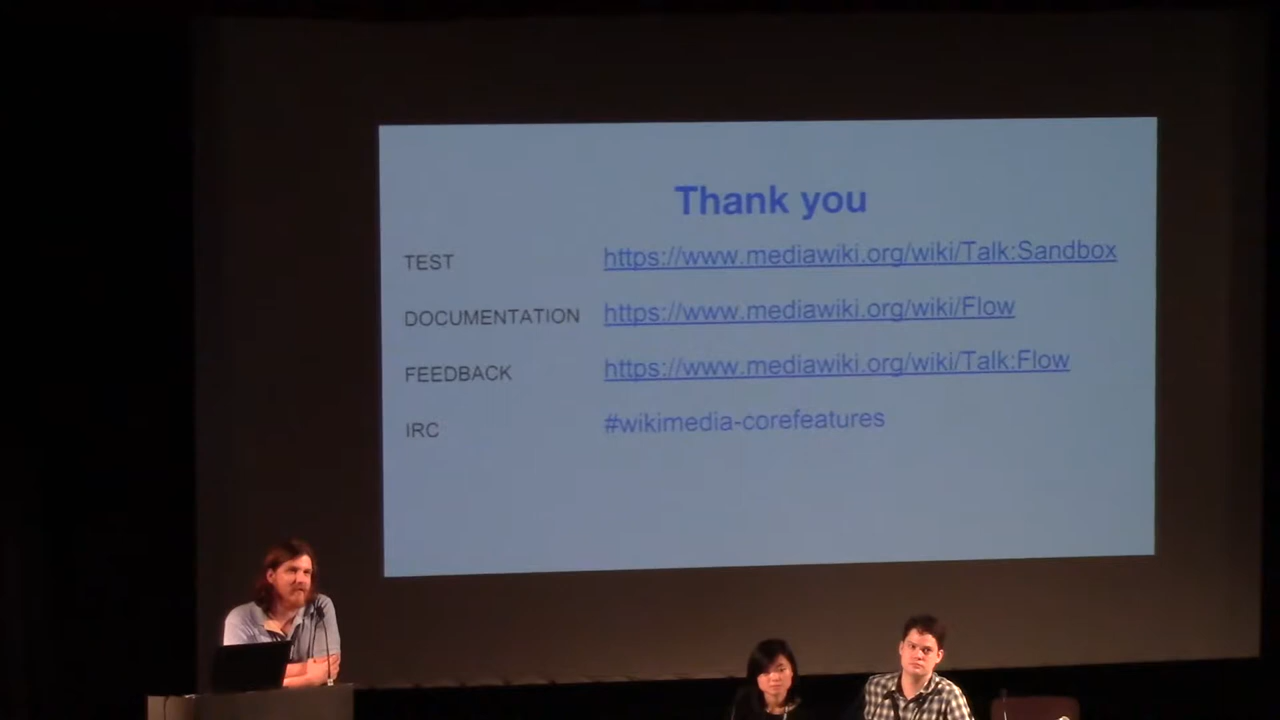 Thank you
TEST https://www.mediawiki.org/wiki/Talk:Sandbox
DOCUMENTATION https://www.mediawiki.org/wiki/Flow
FEEDBACK https://www.mediawiki.org/wiki/Talk:Flow
IRC #wikimedia-corefeatures